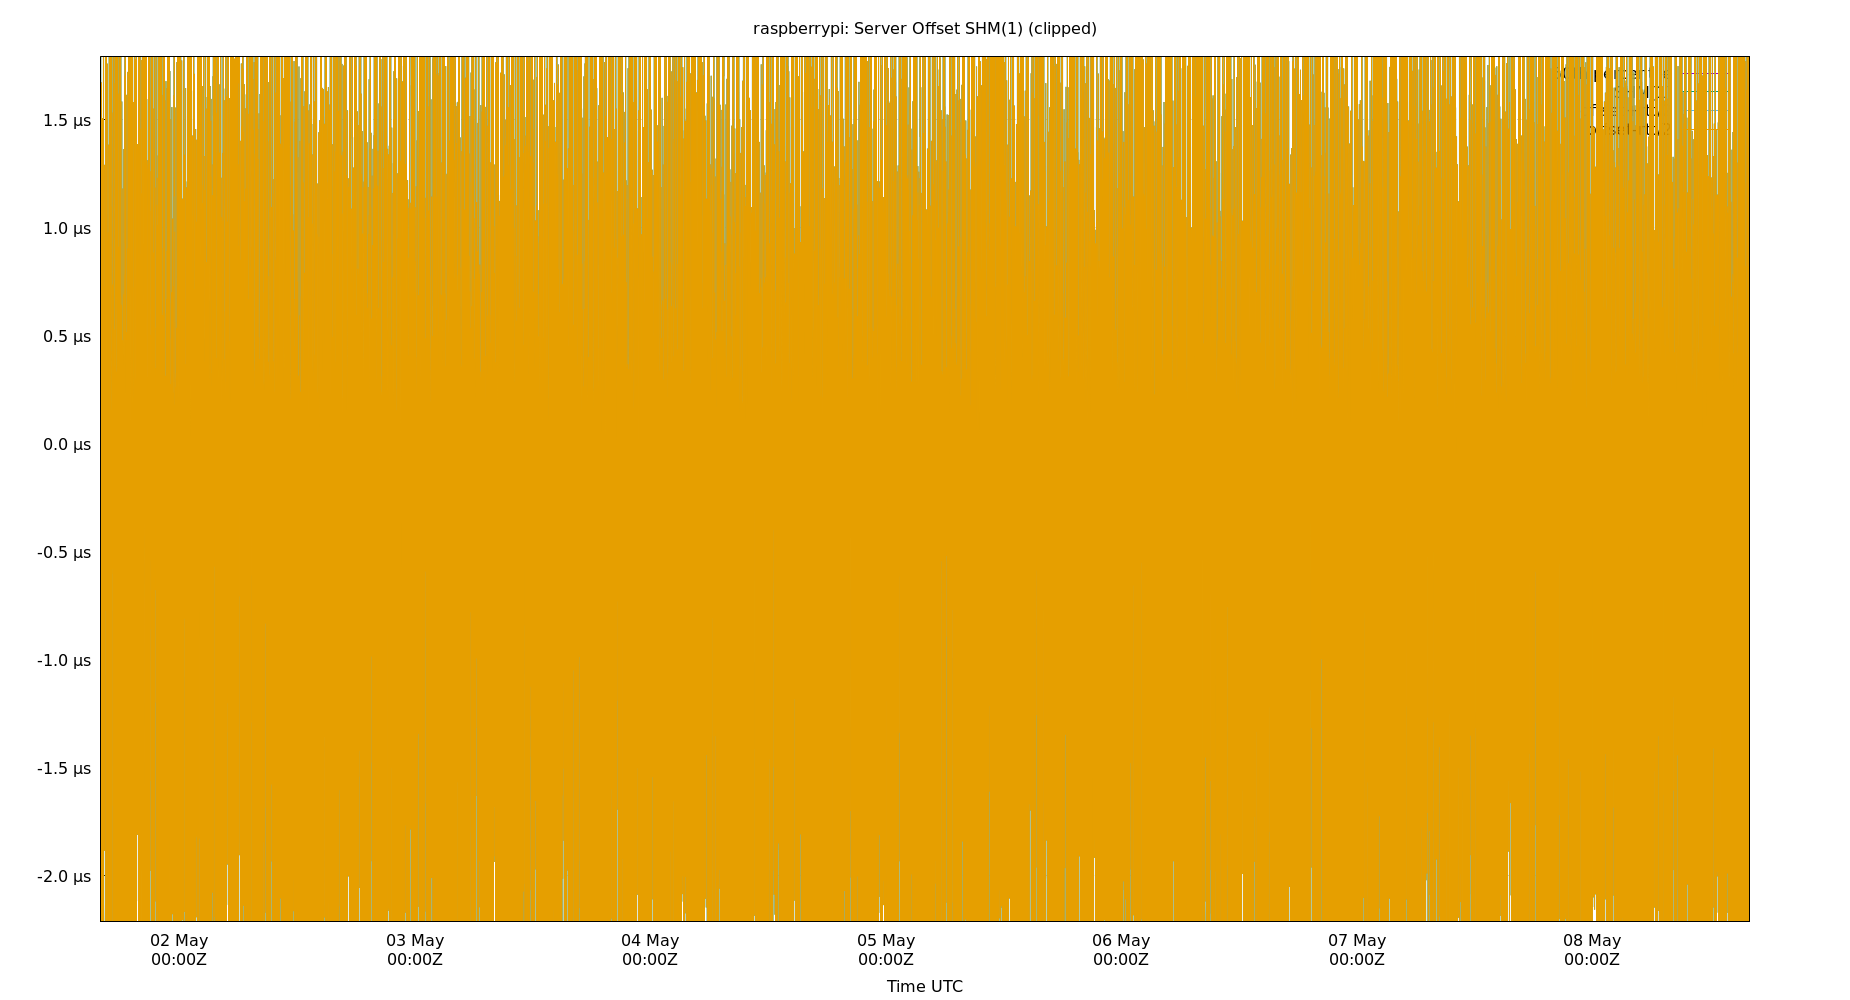 raspberrypi: Server Offset SHM(1) (clipped)
1.5 µs
1.0 µs
0.5 µs
0.0 µs
-0.5 µs
-1.0 µs
-1.5 µs
-2.0 µs
02 May 03 May 04 May 05 May 06 May 07 May 08 May
00:00Z 00:00Z 00:00Z 00:00Z 00:00Z 00:00Z 00:00Z
Time UTC